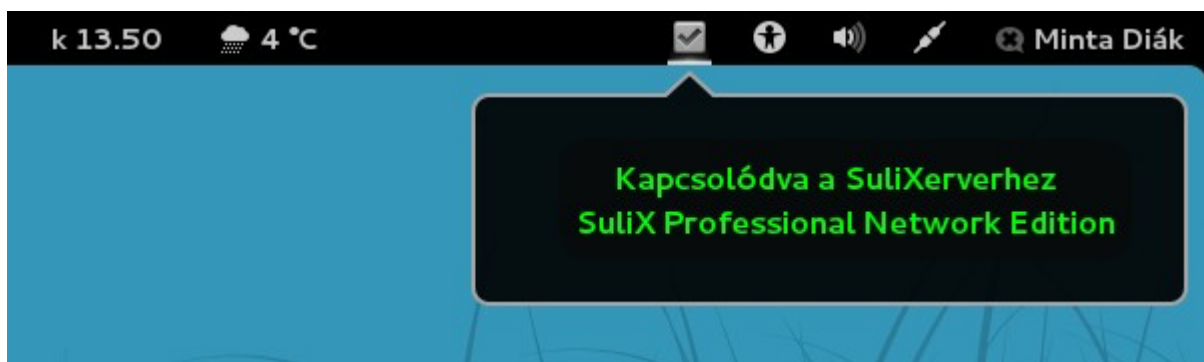 k 13.50 4 °C Minta Diák
Kapcsolódva a SuliXerverhez
SuliX Professional Network Edition